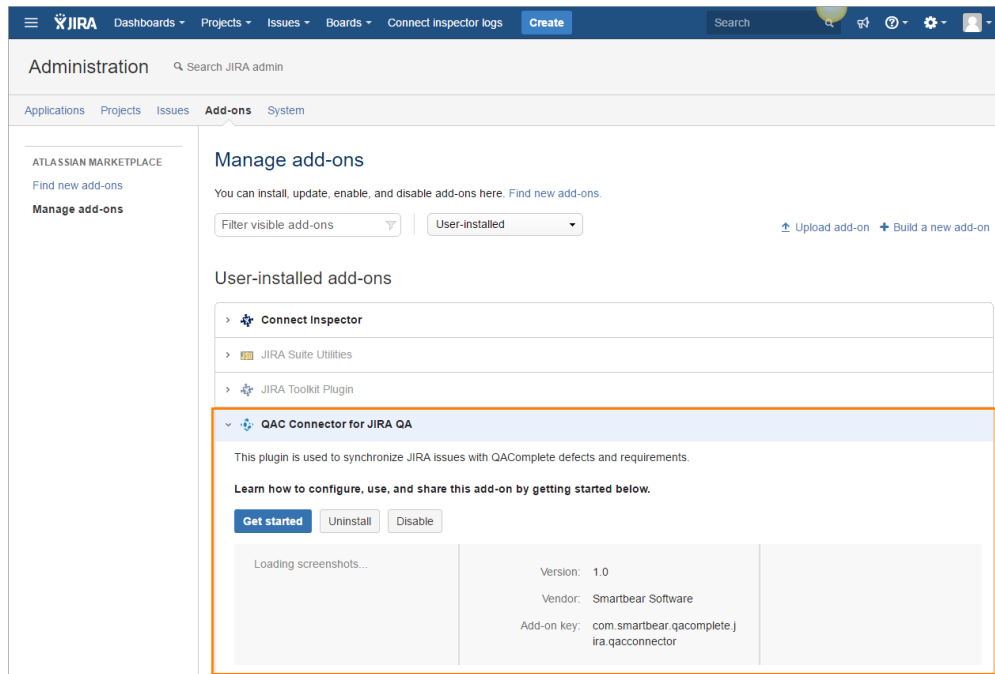 JIRA Dashboards Projects Issues Boards Connect inspector logs Create Search
Administration Search JIRA admin
Applications Projects Issues Add-ons System
ATLASSIAN MARKETPLACE
Find new add-ons
Manage add-ons
Manage add-ons
You can install, update, enable, and disable add-ons here. Find new add-ons.
Filter visible add-ons User-installed Upload add-on Build a new add-on
User-installed add-ons
Connect Inspector
JIRA Suite Utilities
JIRA Toolkit Plugin
QAC Connector for JIRA QA
This plugin is used to synchronize JIRA issues with QAComplete defects and requirements.
Learn how to configure, use, and share this add-on by getting started below.
Get started Uninstall Disable
Loading screenshots...
Version: 1.0
Vendor: Smartbear Software
Add-on key: com.smartbear.qacomplete.j
ira.qacconnector